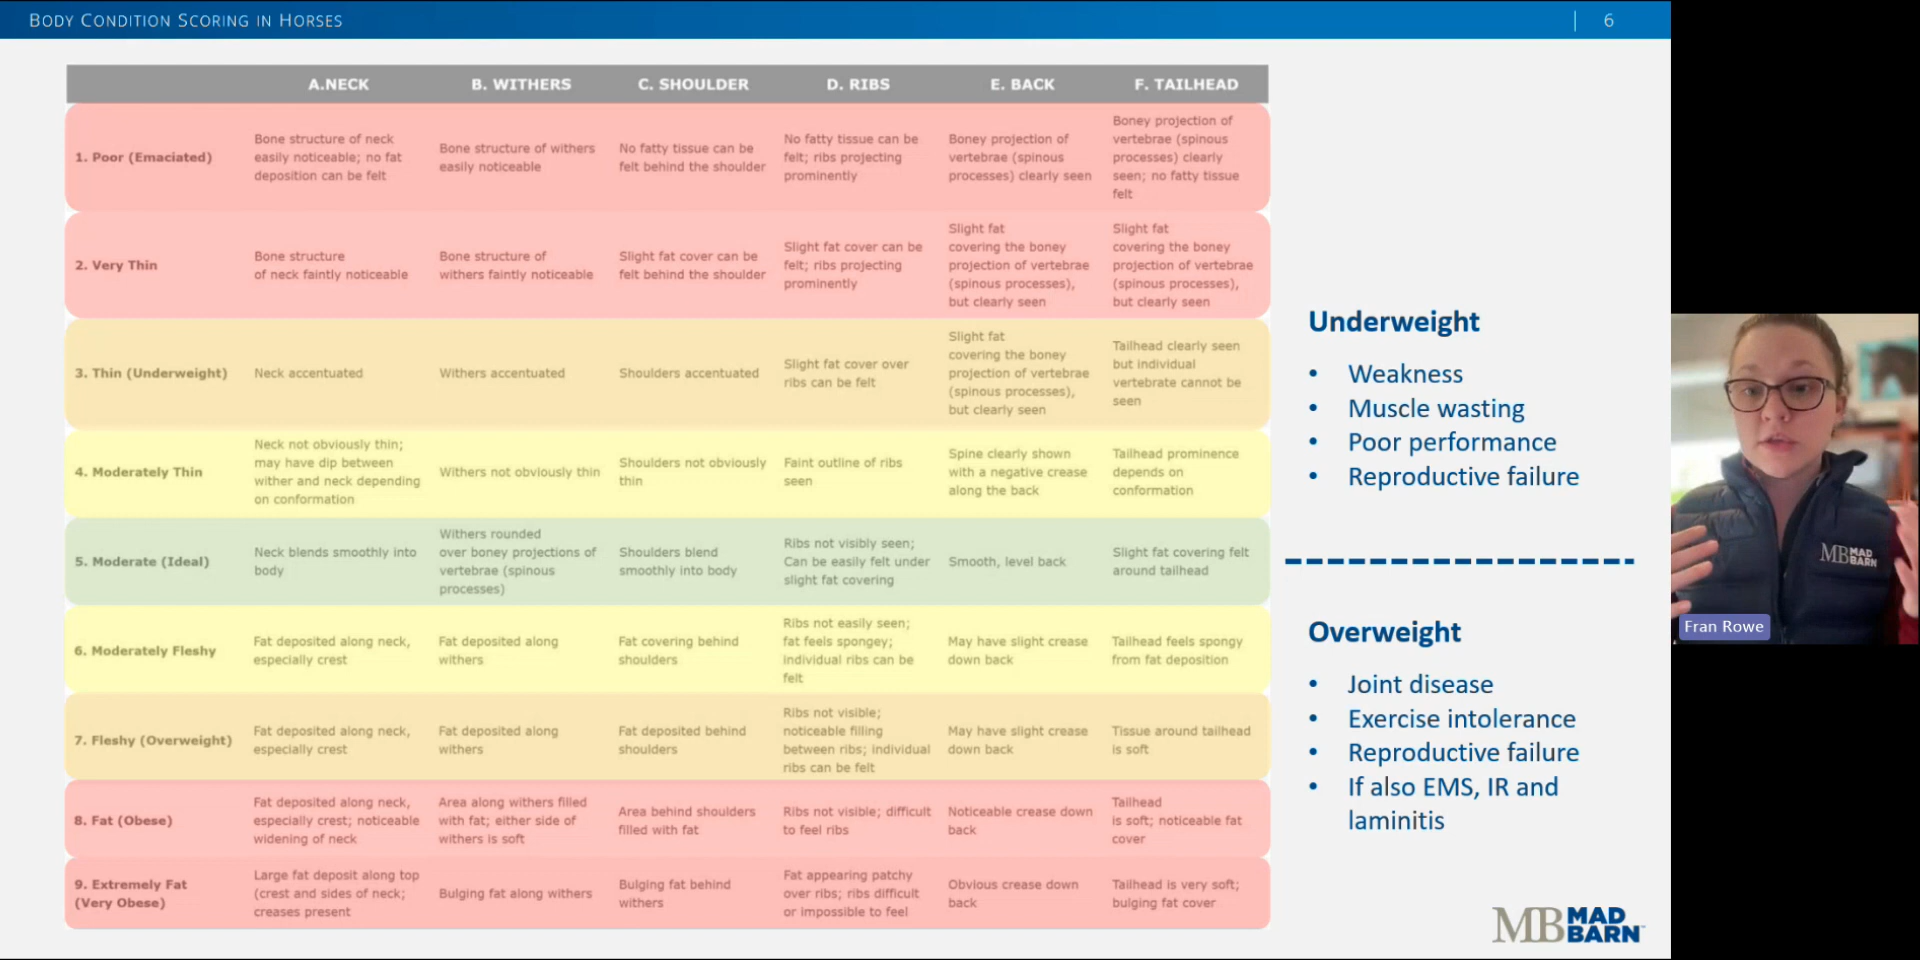 BODY CONDITION SCORING IN HORSES
6
A.NECK
B. WITHERS
C. SHOULDER
D. RIBS
E. BACK
F. TAILHEAD
1. Poor (Emaciated)
Bone structure of neck
easily noticeable; no fat
deposition can be felt
Bone structure of withers
easily noticeable
No fatty tissue can be
felt behind the shoulder
No fatty tissue can be
felt; ribs projecting
prominently
Boney projection of
vertebrae (spinous
processes) clearly seen
Boney projection of
vertebrae (spinous
processes) clearly
seen; no fatty tissue
felt
2. Very Thin
Bone structure
of neck faintly noticeable
Bone structure of
withers faintly noticeable
Slight fat cover can be
felt behind the shoulder
Slight fat cover can be
felt; ribs projecting
prominently
Slight fat
covering the boney
projection of vertebrae
(spinous processes),
but clearly seen
Slight fat
covering the boney
projection of vertebrae
(spinous processes),
but clearly seen
3. Thin (Underweight)
Neck accentuated
Withers accentuated
Shoulders accentuated
Slight fat cover over
ribs can be felt
Slight fat
covering the boney
projection of vertebrae
(spinous processes),
but clearly seen
Tailhead clearly seen
but individual
vertebrate cannot be
seen
4. Moderately Thin
Neck not obviously thin;
may have dip between
wither and neck depending
on conformation
Withers not obviously thin
Shoulders not obviously
thin
Faint outline of ribs
seen
Spine clearly shown
with a negative crease
along the back
Tailhead prominence
depends on
conformation
5. Moderate (Ideal)
Neck blends smoothly into
body
Withers rounded
over boney projections of
vertebrae (spinous
processes)
Shoulders blend
smoothly into body
Ribs not visibly seen;
Can be easily felt under
slight fat covering
Smooth, level back
Slight fat covering felt
around tailhead
6. Moderately Fleshy
Fat deposited along neck,
especially crest
Fat deposited along
withers
Fat covering behind
shoulders
Ribs not easily seen;
fat feels spongey;
individual ribs can be
felt
May have slight crease
down back
Tailhead feels spongy
from fat deposition
7. Fleshy (Overweight)
Fat deposited along neck,
especially crest
Fat deposited along
withers
Fat deposited behind
shoulders
Ribs not visible;
noticeable filling
between ribs; individual
ribs can be felt
May have slight crease
down back
Tissue around tailhead
is soft
8. Fat (Obese)
Fat deposited along neck,
especially crest; noticeable
widening of neck
Area along withers filled
with fat; either side of
withers is soft
Area behind shoulders
filled with fat
Ribs not visible; difficult
to feel ribs
Noticeable crease down
back
Tailhead
is soft; noticeable fat
cover
9. Extremely Fat
(Very Obese)
Large fat deposit along top
(crest and sides of neck;
creases present
Bulging fat along withers
Bulging fat behind
withers
Fat appearing patchy
over ribs; ribs difficult
or impossible to feel
Obvious crease down
back
Tailhead is very soft;
bulging fat cover
Underweight
• Weakness
• Muscle wasting
• Poor performance
• Reproductive failure
Overweight
• Joint disease
• Exercise intolerance
• Reproductive failure
• If also EMS, IR and
laminitis
MB MAD
BARN
MB MAD
BARN
Fran Rowe